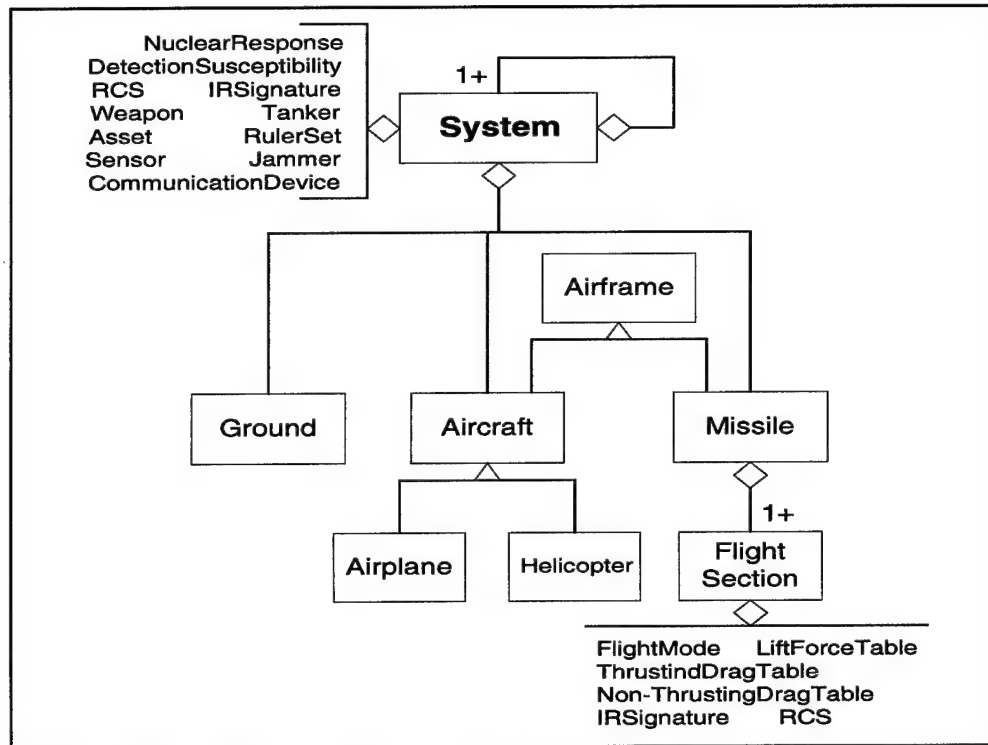 NuclearResponse
DetectionSusceptibility
RCS IRSignature
Weapon Tanker
Asset RulerSet
Sensor Jammer
CommunicationDevice
1+
System
Airframe
Ground
Aircraft
Missile
1+
Airplane
Helicopter
Flight
Section
FlightMode LiftForceTable
ThrustindDragTable
Non-ThrustingDragTable
IRSignature RCS